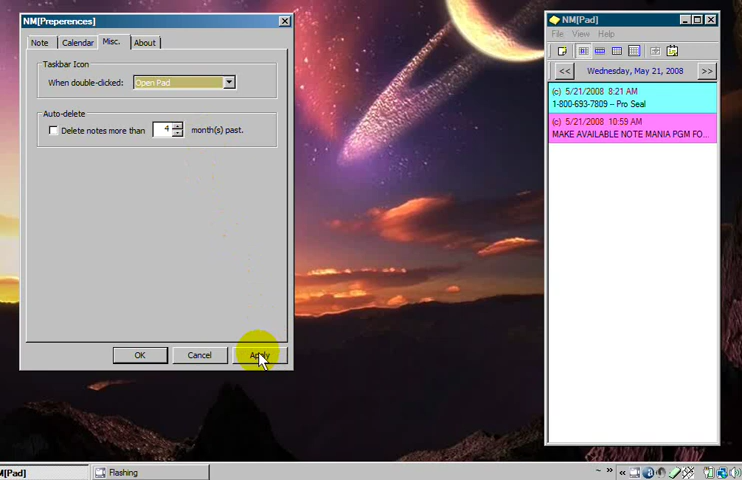 NM[Preperences]
Note
Calendar
Misc.
About
Taskbar Icon
When double-clicked:
Open Pad
Auto-delete
Delete notes more than
4
month(s) past.
OK
Cancel
Apply
NM[Pad]
File View Help
<< Wednesday, May 21, 2008 >>
(c) 5/21/2008 8:21 AM
1-800-693-7809 -- Pro Seal
(c) 5/21/2008 10:59 AM
MAKE AVAILABLE NOTE MANIA PGM FO...
M[Pad]
Flashing